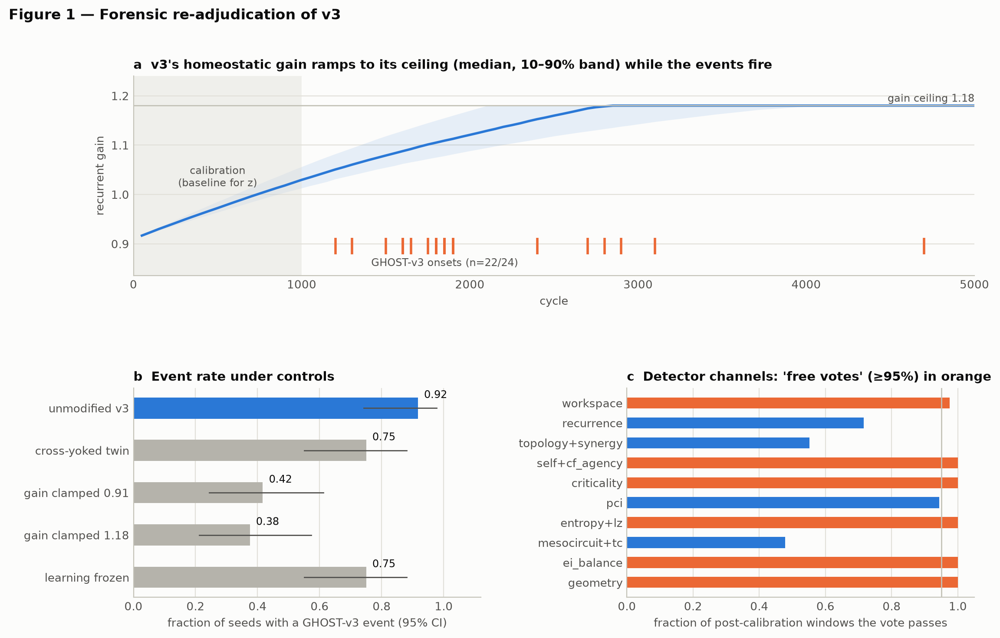 Figure 1 — Forensic re-adjudication of v3
a  v3's homeostatic gain ramps to its ceiling (median, 10–90% band) while the events fire
1.2
1.1
1.0
0.9
recurrent gain
gain ceiling 1.18
calibration
(baseline for z)
GHOST-v3 onsets (n=22/24)
0
1000
2000
3000
4000
5000
cycle
b  Event rate under controls
unmodified v3
0.92
cross-yoked twin
0.75
gain clamped 0.91
0.42
gain clamped 1.18
0.38
learning frozen
0.75
0.0
0.2
0.4
0.6
0.8
1.0
fraction of seeds with a GHOST-v3 event (95% CI)
c  Detector channels: 'free votes' (≥95%) in orange
workspace
recurrence
topology+synergy
self+cf_agency
criticality
pci
entropy+lz
mesocircuit+tc
ei_balance
geometry
0.0
0.2
0.4
0.6
0.8
1.0
fraction of post-calibration windows the vote passes